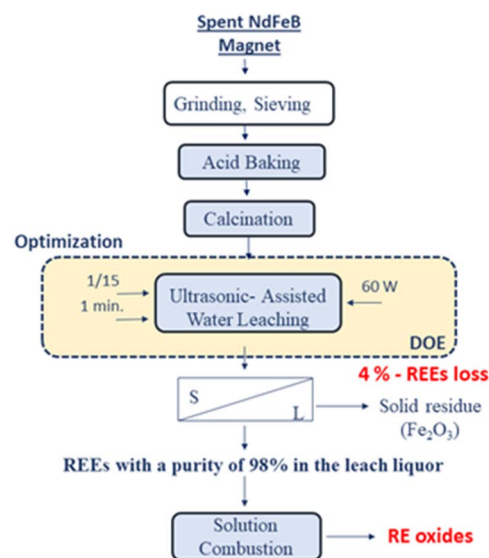 Spent NdFeB
Magnet
Grinding, Sieving
Acid Baking
Calcination
Optimization
1/15
1 min.
Ultrasonic- Assisted
Water Leaching
60 W
DOE
4 % - REEs loss
S
L
Solid residue
(Fe₂O₃)
REEs with a purity of 98% in the leach liquor
Solution
Combustion
RE oxides